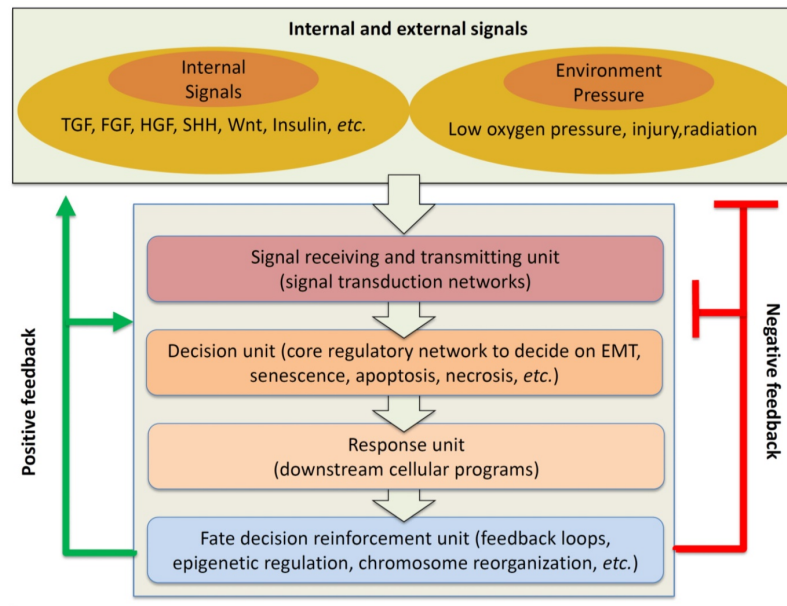 Internal and external signals
Internal
Signals
TGF, FGF, HGF, SHH, Wnt, Insulin, etc.
Environment
Pressure
Low oxygen pressure, injury,radiation
Signal receiving and transmitting unit
(signal transduction networks)
Decision unit (core regulatory network to decide on EMT,
senescence, apoptosis, necrosis, etc.)
Response unit
(downstream cellular programs)
Fate decision reinforcement unit (feedback loops,
epigenetic regulation, chromosome reorganization, etc.)
Positive feedback
Negative feedback